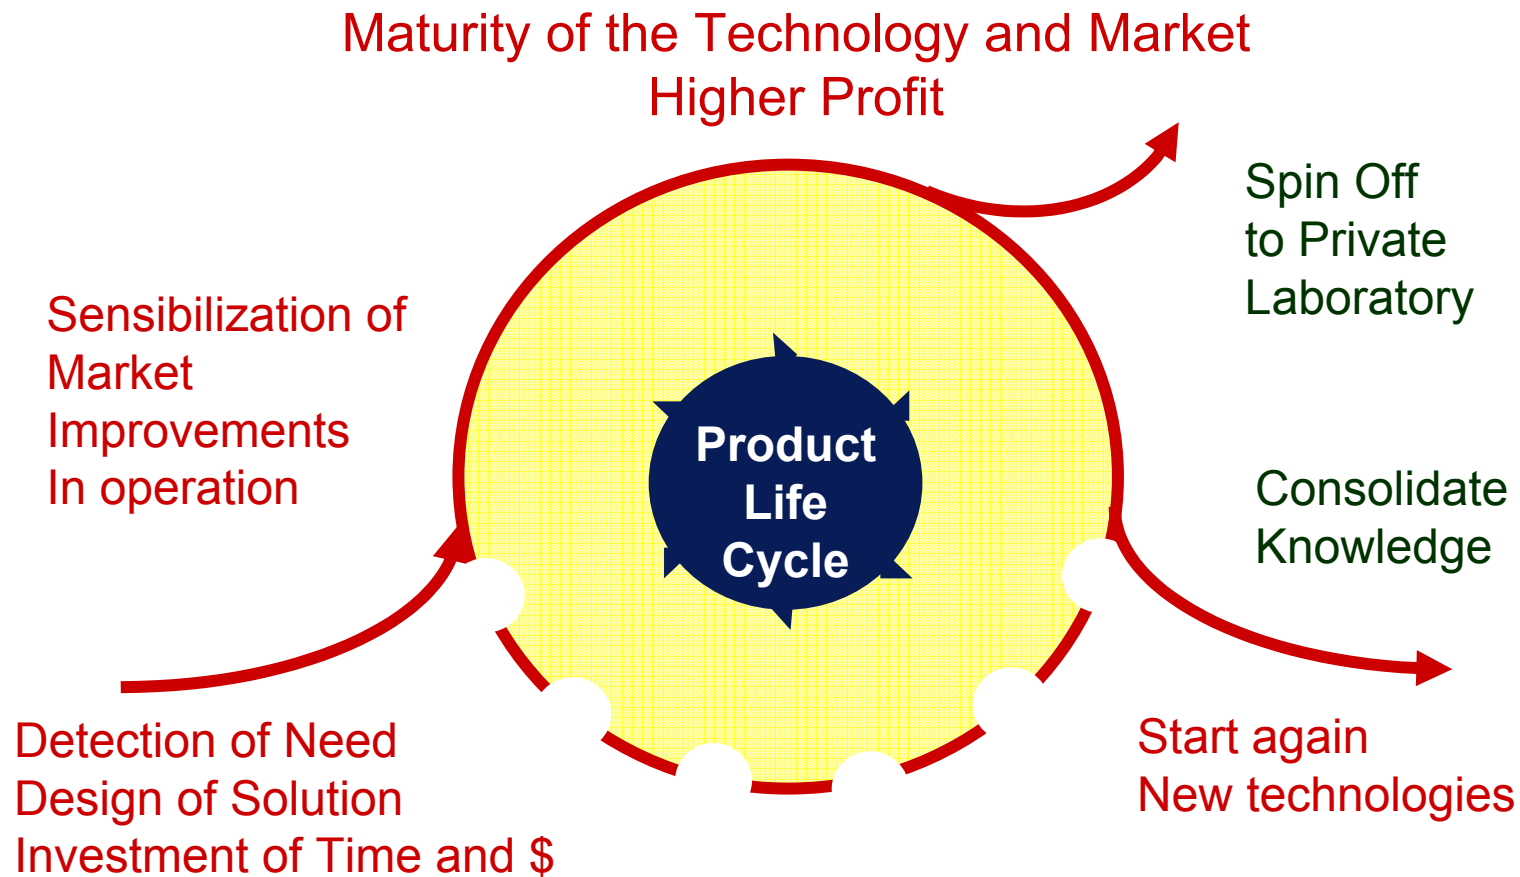 Maturity of the Technology and Market
Higher Profit
Spin Off
to Private
Laboratory
Sensibilization of
Market
Improvements
In operation
Product
Life
Cycle
Consolidate
Knowledge
Detection of Need
Design of Solution
Investment of Time and $
Start again
New technologies